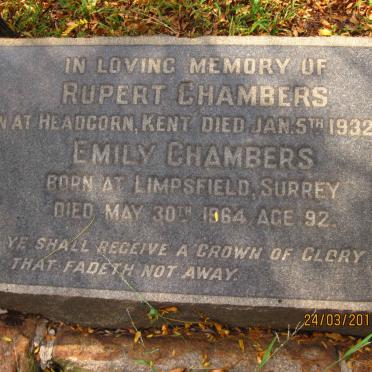 IN LOVING MEMORY OF
RUPERT CHAMBERS
N AT HEADCORN, KENT DIED JAN. 5TH 1932
EMILY CHAMBERS
BORN AT LIMPSFIELD, SURREY
DIED MAY 30TH 1964, AGE 92.
YE SHALL RECEIVE A CROWN OF GLORY
THAT FADETH NOT AWAY.
24/03/201